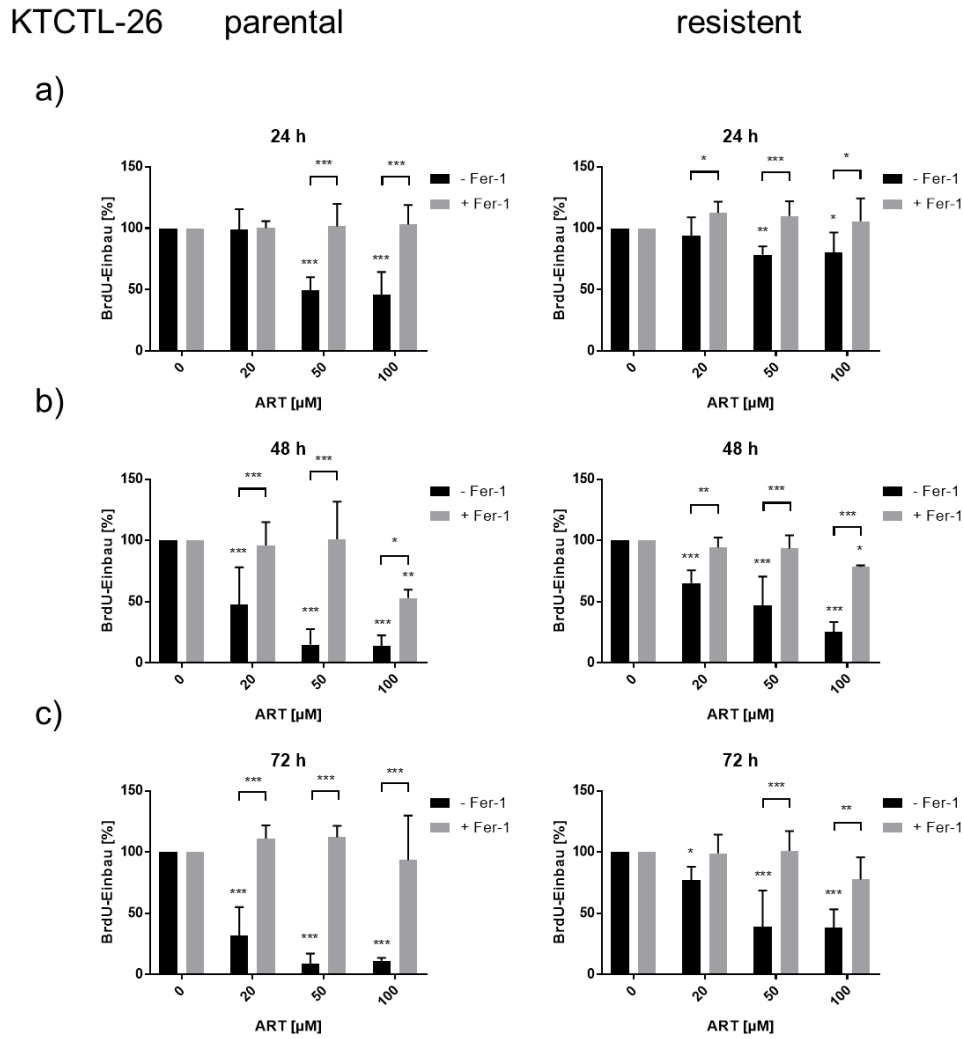 KTCTL-26 parental resistent
a)
24 h
150
100
50
0
BrdU-Einbau [%]
*** ***
*** ***
- Fer-1
+ Fer-1
0 20 50 100
ART [µM]
24 h
150
100
50
0
BrdU-Einbau [%]
* *** *
** *
- Fer-1
+ Fer-1
0 20 50 100
ART [µM]
b)
48 h
150
100
50
0
BrdU-Einbau [%]
*** *** *
*** *** *** **
- Fer-1
+ Fer-1
0 20 50 100
ART [µM]
48 h
150
100
50
0
BrdU-Einbau [%]
** *** ***
*** *** *** *
- Fer-1
+ Fer-1
0 20 50 100
ART [µM]
c)
72 h
150
100
50
0
BrdU-Einbau [%]
*** *** ***
*** *** ***
- Fer-1
+ Fer-1
0 20 50 100
ART [µM]
72 h
150
100
50
0
BrdU-Einbau [%]
*** **
* *** ***
- Fer-1
+ Fer-1
0 20 50 100
ART [µM]